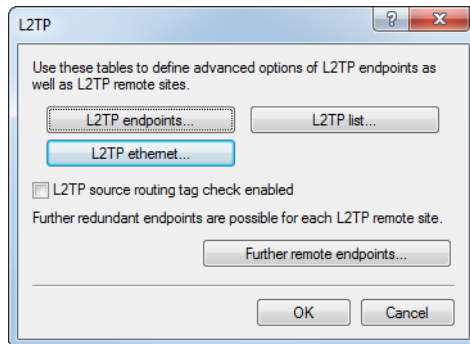 L2TP
Use these tables to define advanced options of L2TP endpoints as
well as L2TP remote sites.
L2TP endpoints... L2TP list...
L2TP ethernet...
L2TP source routing tag check enabled
Further redundant endpoints are possible for each L2TP remote site.
Further remote endpoints...
OK Cancel